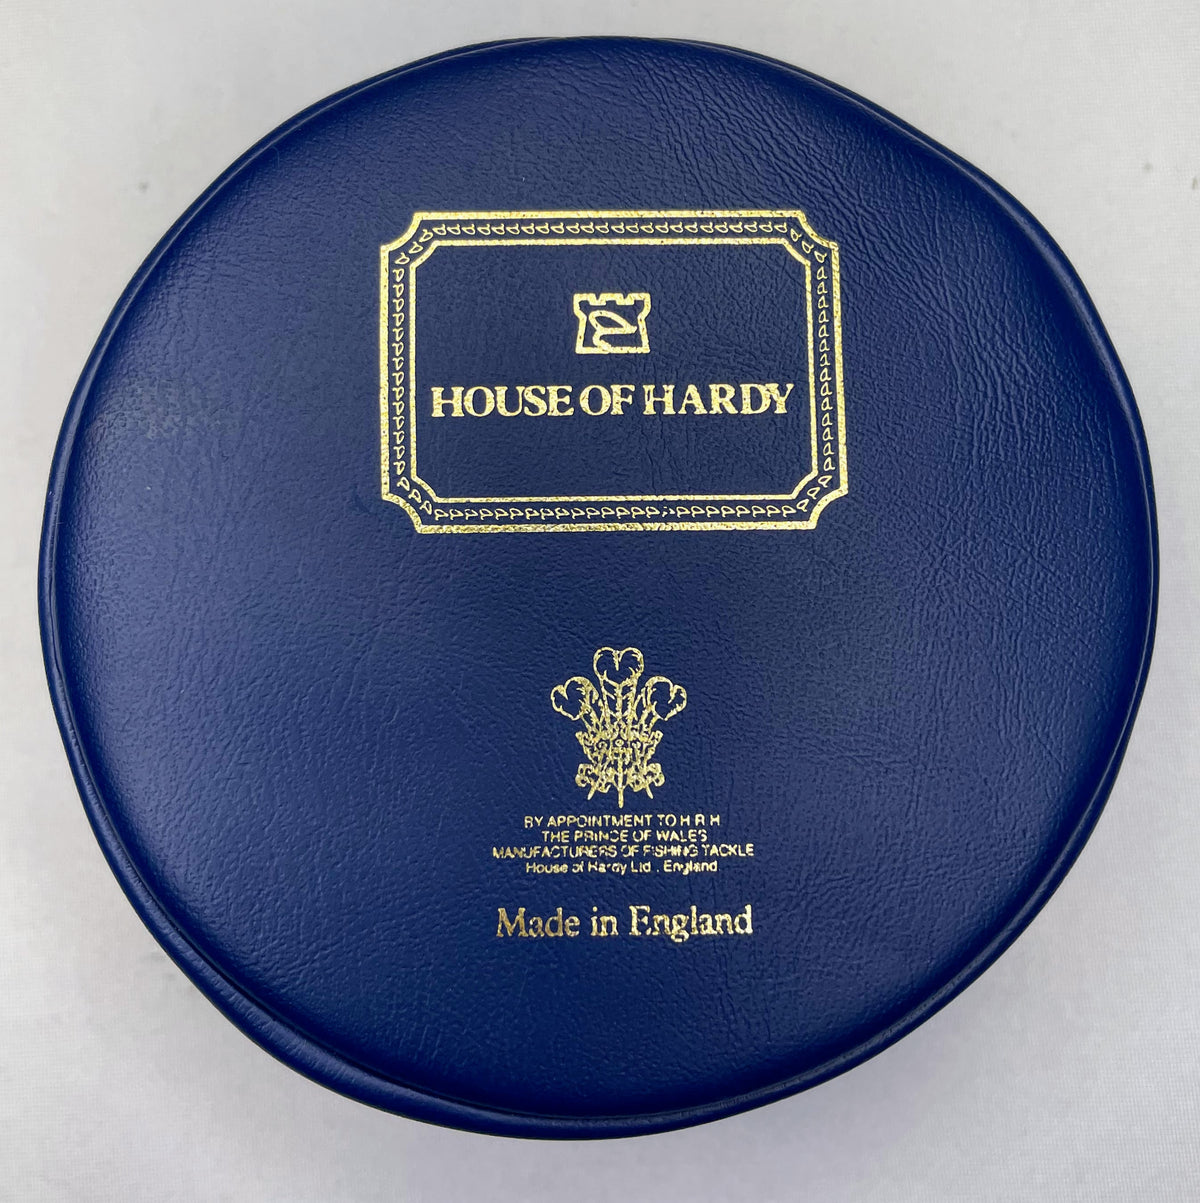 HOUSE OF HARDY
BY APPOINTMENT TO H R H
THE PRINCE OF WALES
MANUFACTURERS OF FISHING TACKLE
House of Hardy Ltd., England
Made in England